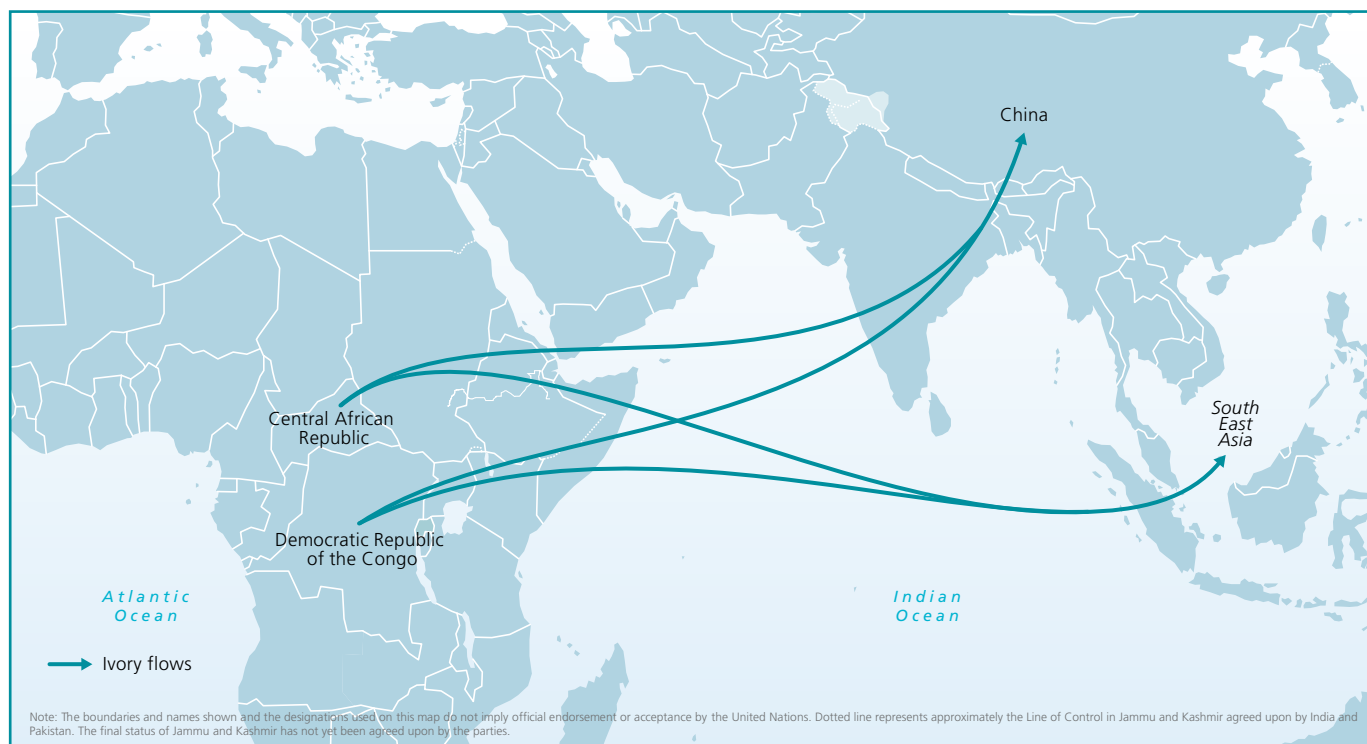 China
Central African
Republic
South
East
Asia
Democratic Republic
of the Congo
Atlantic
Ocean
Indian
Ocean
Ivory flows
Note: The boundaries and names shown and the designations used on this map do not imply official endorsement or acceptance by the United Nations. Dotted line represents approximately the Line of Control in Jammu and Kashmir agreed upon by India and
Pakistan. The final status of Jammu and Kashmir has not yet been agreed upon by the parties.